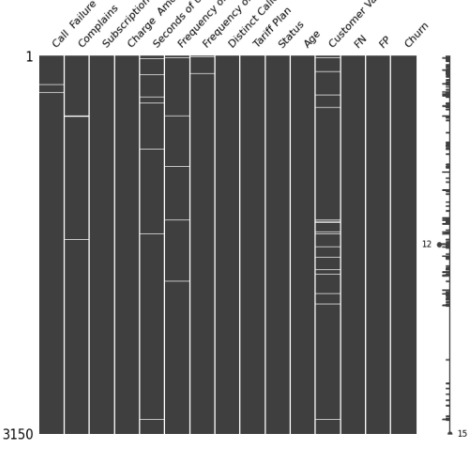 Call Failure
Complains
Subscription
Charge Am
Seconds of
Frequency o
Frequency o
Distinct Call
Tariff Plan
Status
Age
Customer Va
FN
FP
Churn
1
12
3150
15